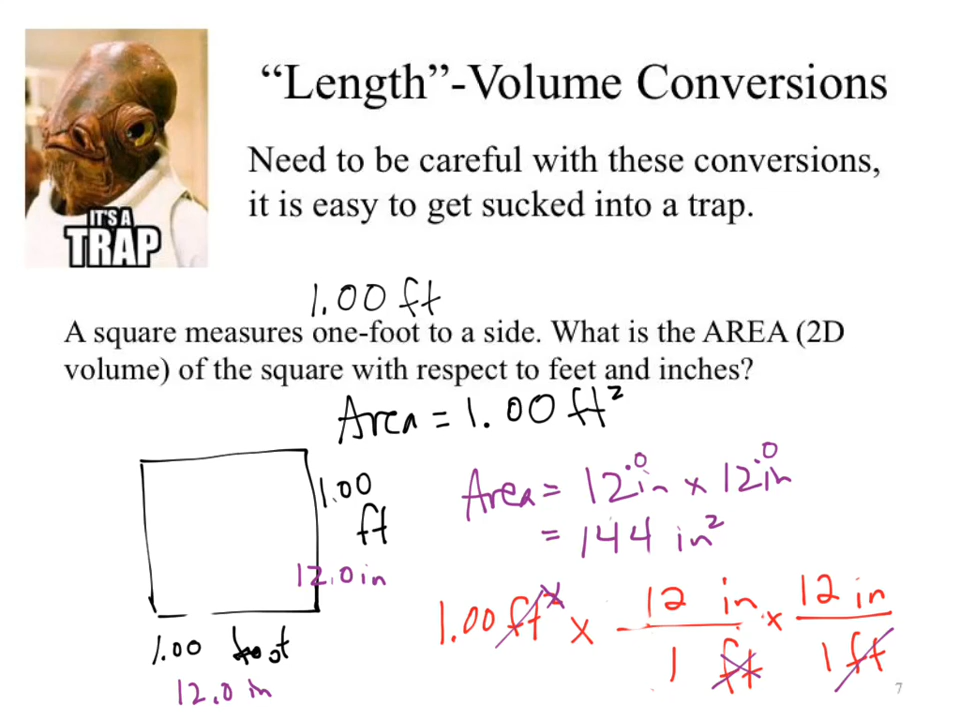 “Length”-Volume Conversions
Need to be careful with these conversions,
it is easy to get sucked into a trap.
IT'S A
TRAP
1.00 ft
A square measures one-foot to a side. What is the AREA (2D
volume) of the square with respect to feet and inches?
Area = 1.00 ft²
1.00
ft
12.0 in
1.00 foot
12.0 in
Area = 12.0 in x 12.0 in
= 144 in²
1.00 ft² x 12 in / 1 ft x 12 in / 1 ft
7